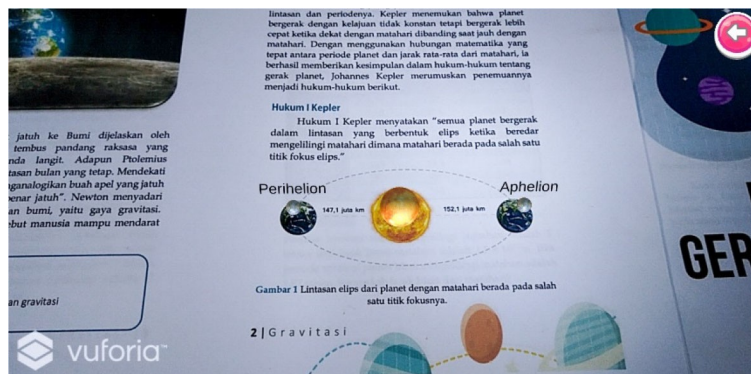 jatuh ke Bumi dijelaskan oleh
tembus pandang raksasa yang
nda langit. Adapun Ptolemius
tasan bulan yang tetap. Mendekati
nganalogikan buah apel yang jatuh
enar jatuh". Newton menyadari
an bumi, yaitu gaya gravitasi.
but manusia mampu mendarat
an gravitasi
vuforia™
lintasan dan periodenya. Kepler menemukan bahwa planet
bergerak dengan kelajuan tidak konstan tetapi bergerak lebih
cepat ketika dekat dengan matahari dibanding saat jauh dengan
matahari. Dengan menggunakan hubungan matematika yang
tepat antara periode planet dan jarak rata-rata dari matahari, ia
berhasil memberikan kesimpulan dalam hukum-hukum tentang
gerak planet, Johannes Kepler merumuskan penemuannya
menjadi hukum-hukum berikut.
Hukum I Kepler
Hukum I Kepler menyatakan "semua planet bergerak
dalam lintasan yang berbentuk elips ketika beredar
mengelilingi matahari dimana matahari berada pada salah satu
titik fokus elips."
Perihelion
Aphelion
147,1 juta km
152,1 juta km
Gambar 1 Lintasan elips dari planet dengan matahari berada pada salah
satu titik fokusnya.
2 | Gravitasi
GER